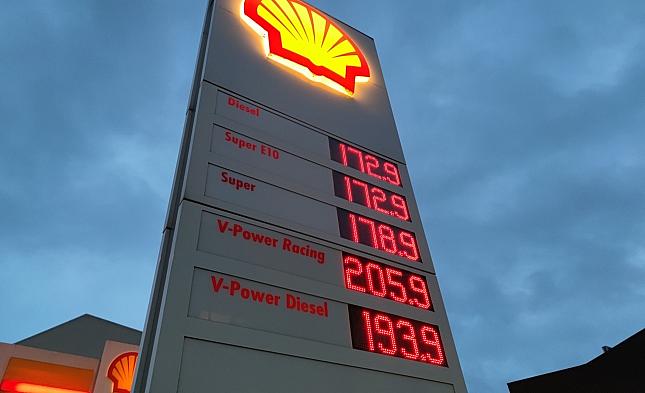 Diesel 172.9
Super E10 172.9
Super 178.9
V-Power Racing 205.9
V-Power Diesel 193.9